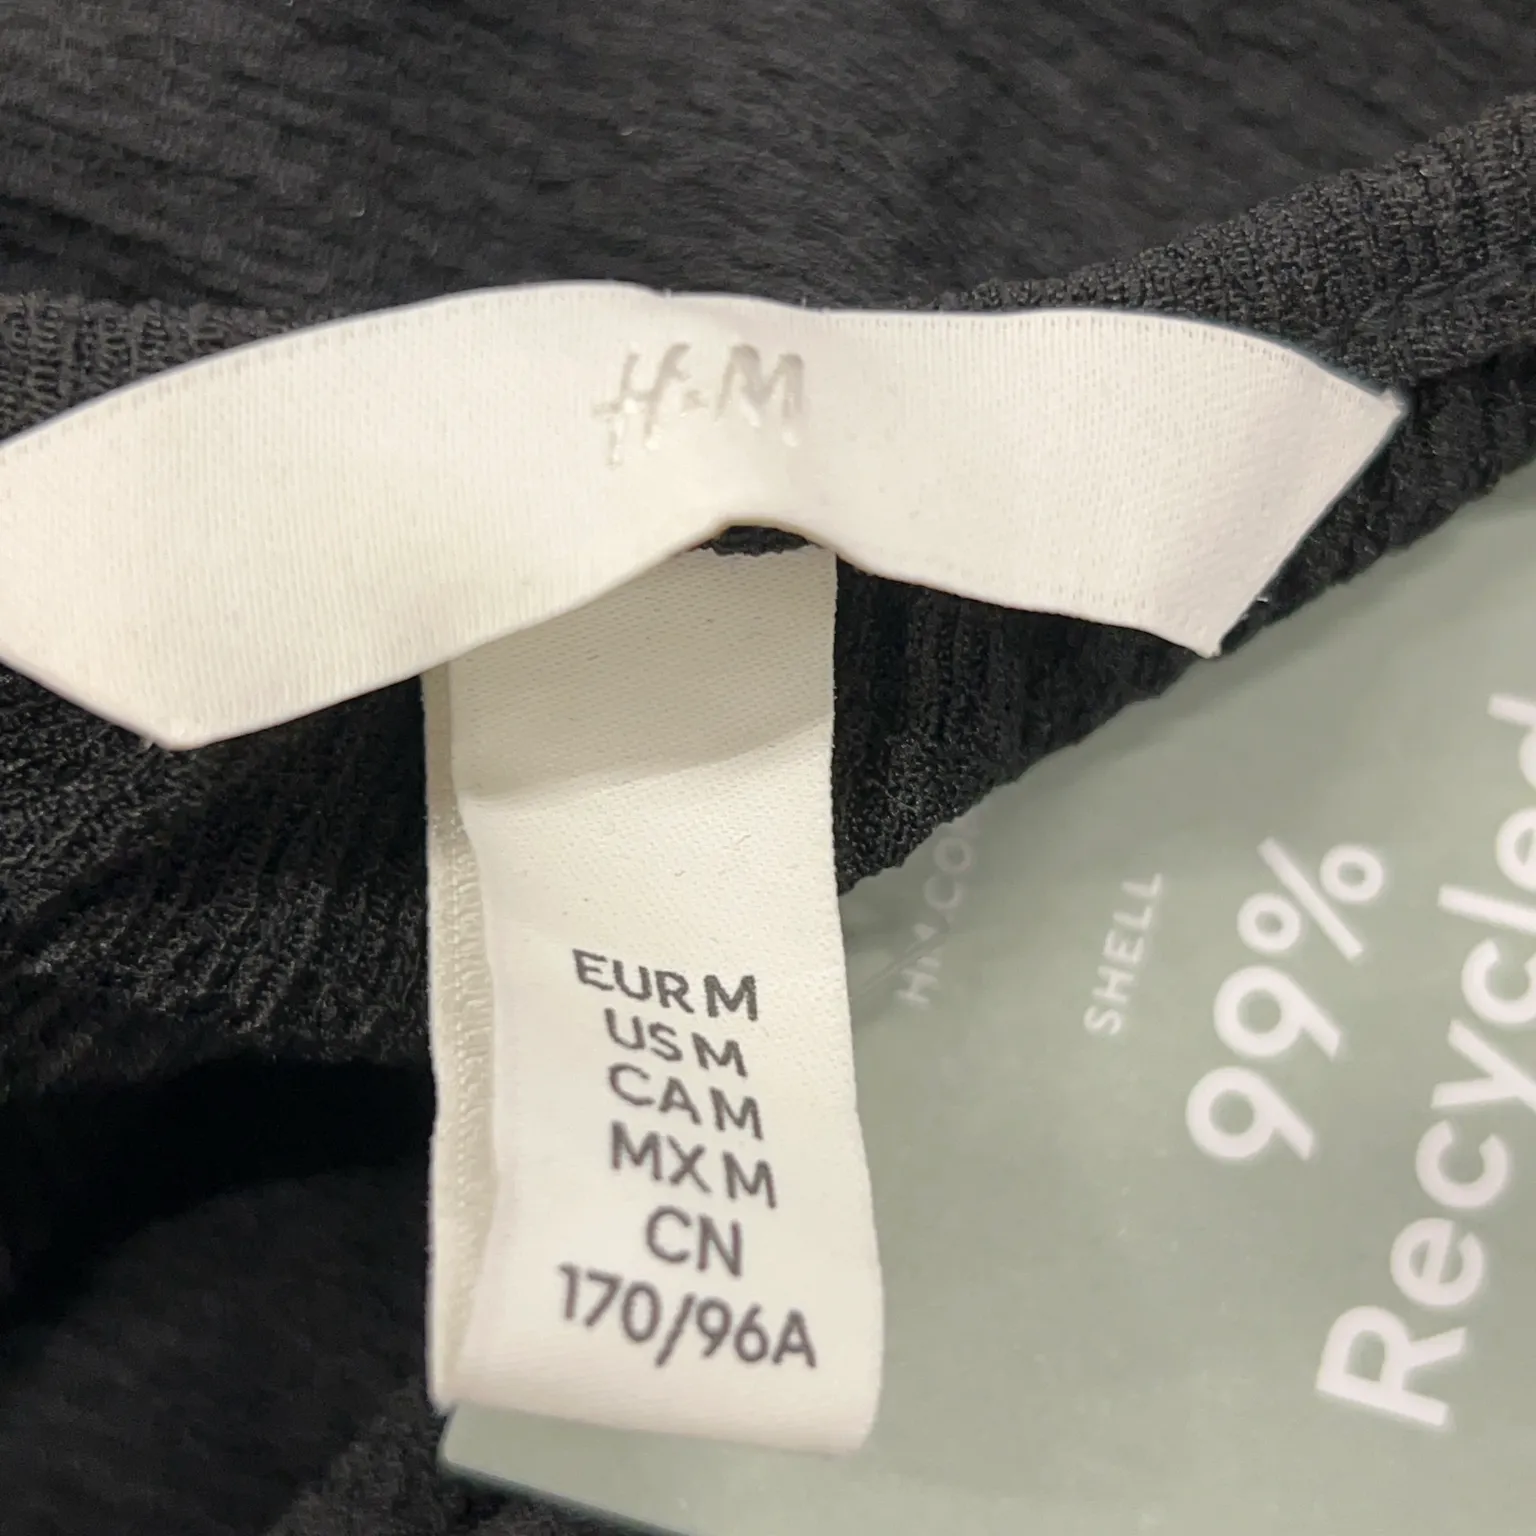 H&M
EUR M
US M
CA M
MX M
CN
170/96A
SHELL
99%
Recycled